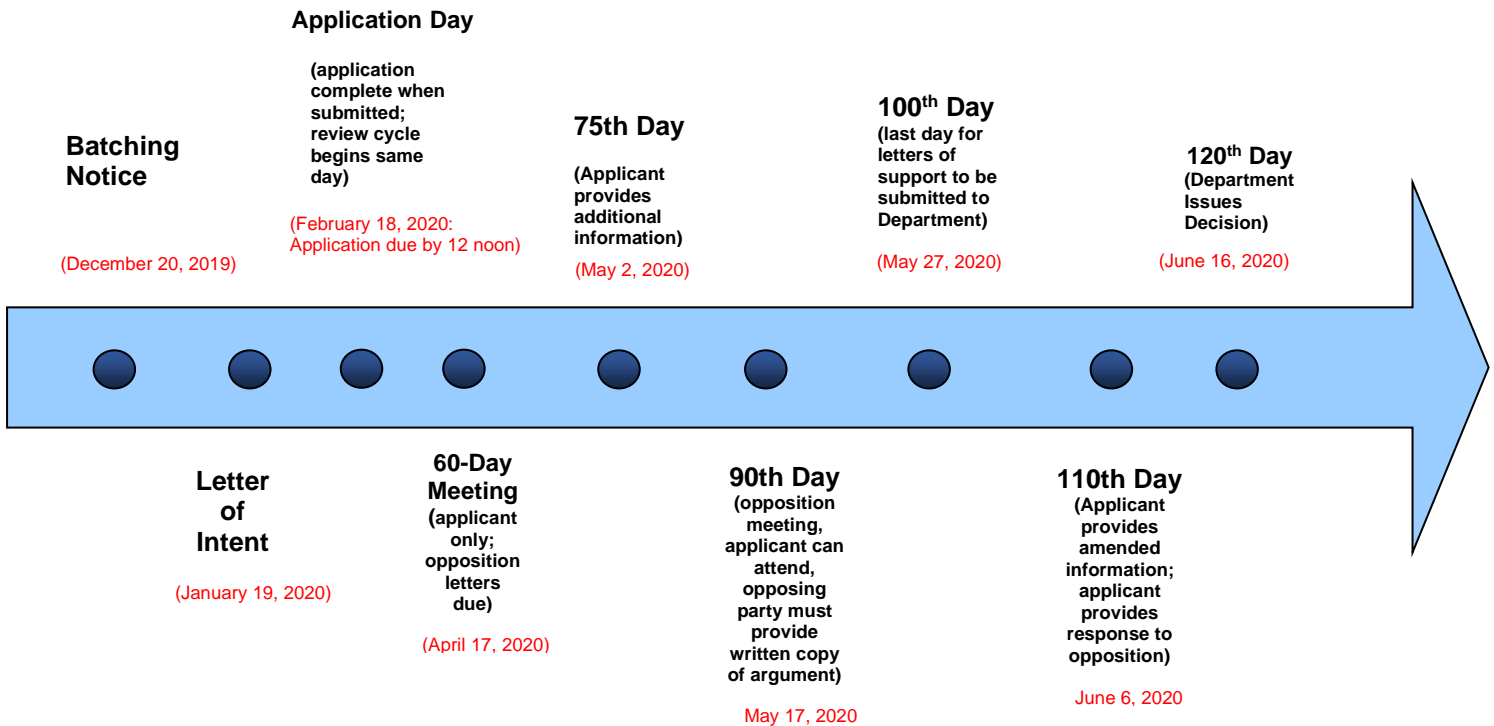 Application Day
(application
complete when
submitted;
review cycle
begins same
day)
(February 18, 2020:
Application due by 12 noon)
Batching
Notice
(December 20, 2019)
75th Day
(Applicant
provides
additional
information)
(May 2, 2020)
100th Day
(last day for
letters of
support to be
submitted to
Department)
(May 27, 2020)
120th Day
(Department
Issues
Decision)
(June 16, 2020)
Letter
of
Intent
(January 19, 2020)
60-Day
Meeting
(applicant
only;
opposition
letters
due)
(April 17, 2020)
90th Day
(opposition
meeting,
applicant can
attend,
opposing
party must
provide
written copy
of argument)
May 17, 2020
110th Day
(Applicant
provides
amended
information;
applicant
provides
response to
opposition)
June 6, 2020